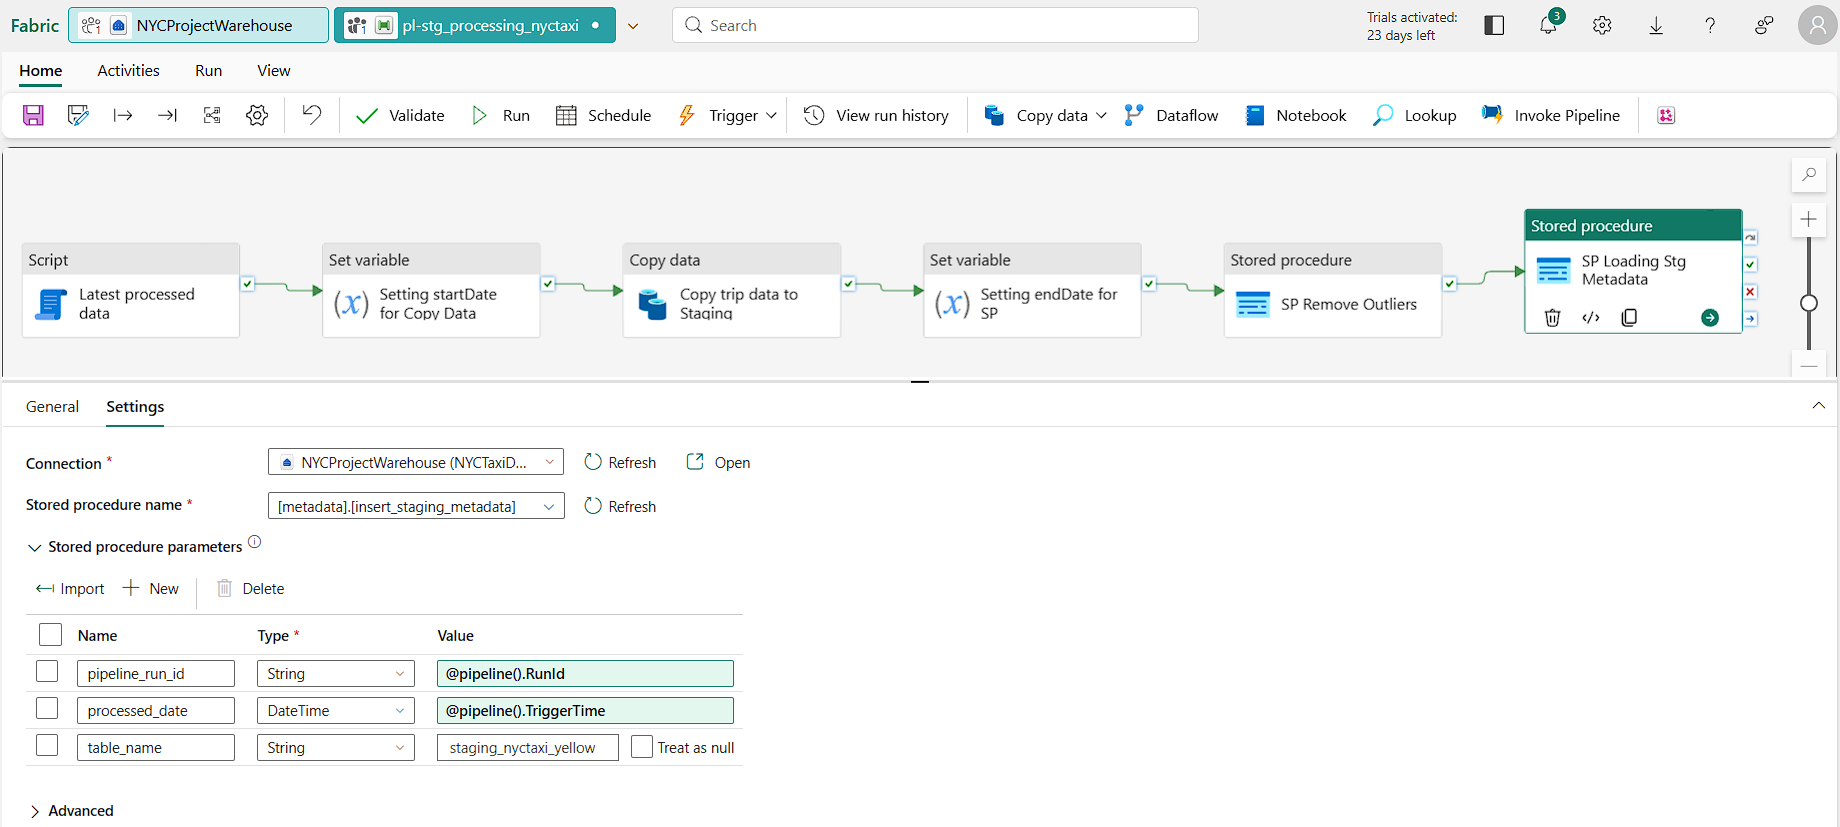 Fabric
NYCProjectWarehouse
pl-stg_processing_nyctaxi
Search
Trials activated:
23 days left
3
?
Home
Activities
Run
View
Validate
Run
Schedule
Trigger
View run history
Copy data
Dataflow
Notebook
Lookup
Invoke Pipeline
Script
Latest processed
data
Set variable
(x)
Setting startDate
for Copy Data
Copy data
Copy trip data to
Staging
Set variable
(x)
Setting endDate for
SP
Stored procedure
SP Remove Outliers
Stored procedure
SP Loading Stg
Metadata
General
Settings
Connection *
NYCProjectWarehouse (NYCTaxiD...
Refresh
Open
Stored procedure name *
[metadata].[insert_staging_metadata]
Refresh
Stored procedure parameters
Import
New
Delete
Name
Type *
Value
pipeline_run_id
String
@pipeline().RunId
processed_date
DateTime
@pipeline().TriggerTime
table_name
String
staging_nyctaxi_yellow
Treat as null
Advanced